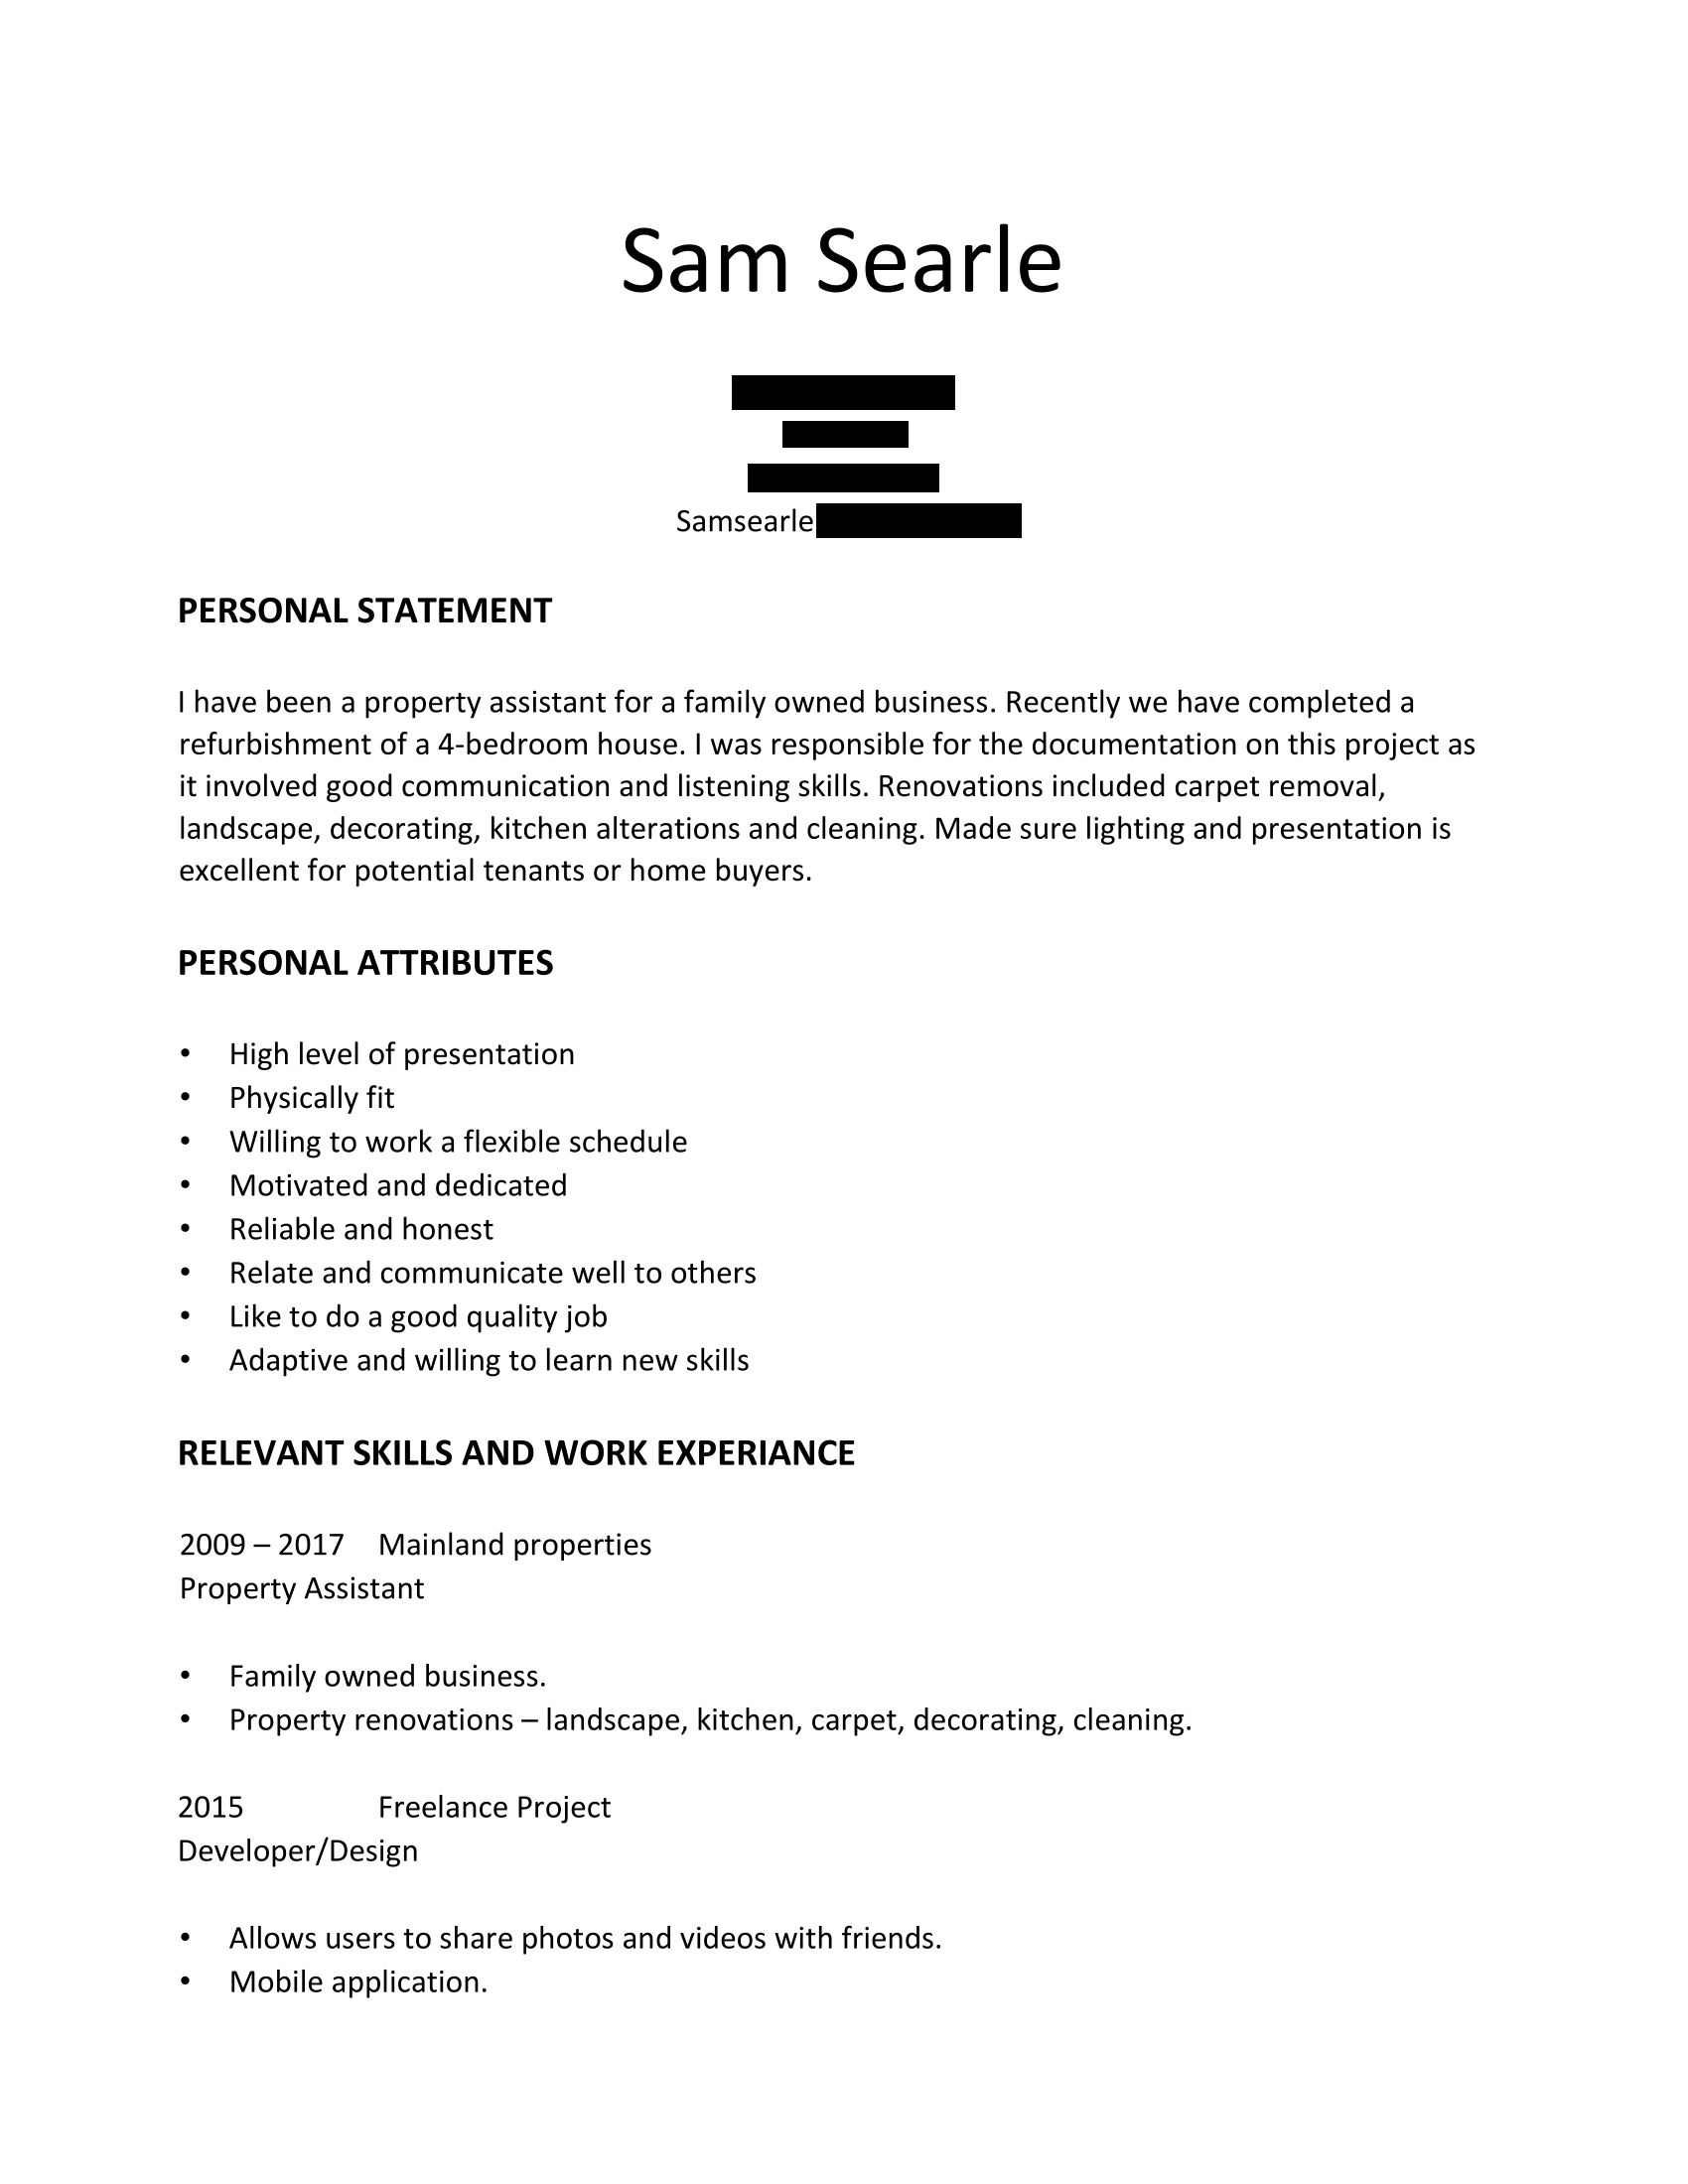 Sam Searle
Samsearle
PERSONAL STATEMENT
I have been a property assistant for a family owned business. Recently we have completed a
refurbishment of a 4-bedroom house. I was responsible for the documentation on this project as
it involved good communication and listening skills. Renovations included carpet removal,
landscape, decorating, kitchen alterations and cleaning. Made sure lighting and presentation is
excellent for potential tenants or home buyers.
PERSONAL ATTRIBUTES
• High level of presentation
• Physically fit
• Willing to work a flexible schedule
• Motivated and dedicated
• Reliable and honest
• Relate and communicate well to others
• Like to do a good quality job
• Adaptive and willing to learn new skills
RELEVANT SKILLS AND WORK EXPERIANCE
2009 – 2017 Mainland properties
Property Assistant
• Family owned business.
• Property renovations – landscape, kitchen, carpet, decorating, cleaning.
2015 Freelance Project
Developer/Design
• Allows users to share photos and videos with friends.
• Mobile application.